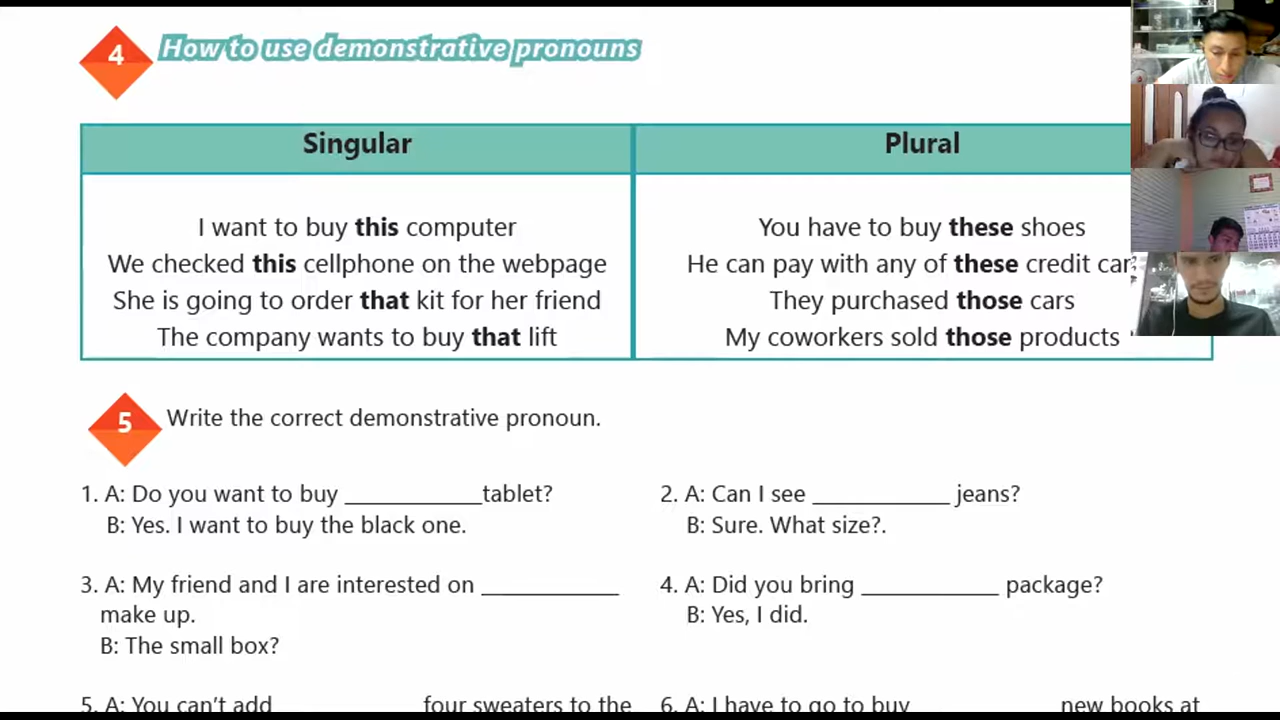 4
How to use demonstrative pronouns
Singular
Plural
I want to buy this computer
We checked this cellphone on the webpage
She is going to order that kit for her friend
The company wants to buy that lift
You have to buy these shoes
He can pay with any of these credit
They purchased those cars
My coworkers sold those products
5
Write the correct demonstrative pronoun.
1. A: Do you want to buy ____________tablet?
B: Yes. I want to buy the black one.
2. A: Can I see ____________ jeans?
B: Sure. What size?.
3. A: My friend and I are interested on ____________
make up.
B: The small box?
4. A: Did you bring ____________ package?
B: Yes, I did.
5. A: You can't add ____________ four sweaters to the
6. A: I have to go to buy ____________ new books at